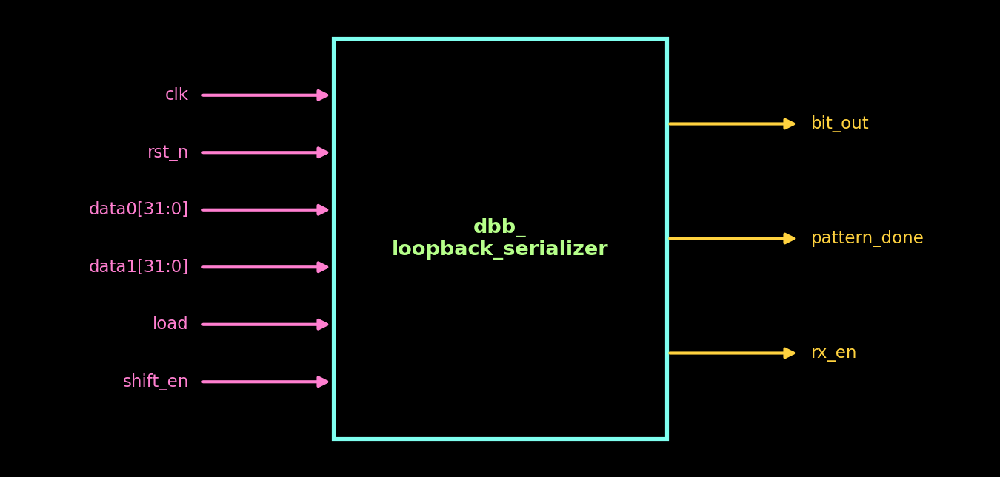 clk
rst_n
data0[31:0]
data1[31:0]
load
shift_en
dbb_
loopback_serializer
bit_out
pattern_done
rx_en